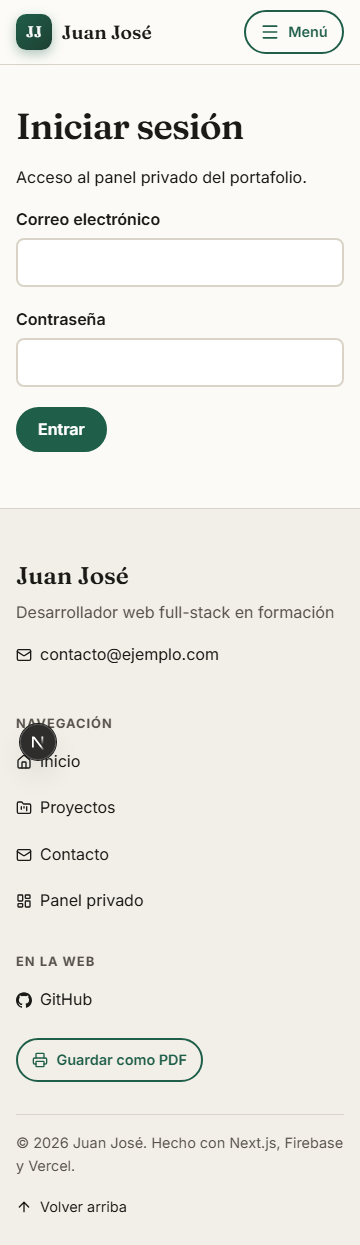 JJ Juan José
Menú
Iniciar sesión
Acceso al panel privado del portafolio.
Correo electrónico
Contraseña
Entrar
Juan José
Desarrollador web full-stack en formación
contacto@ejemplo.com
NAVEGACIÓN
N
Inicio
Proyectos
Contacto
Panel privado
EN LA WEB
GitHub
Guardar como PDF
© 2026 Juan José. Hecho con Next.js, Firebase
y Vercel.
Volver arriba